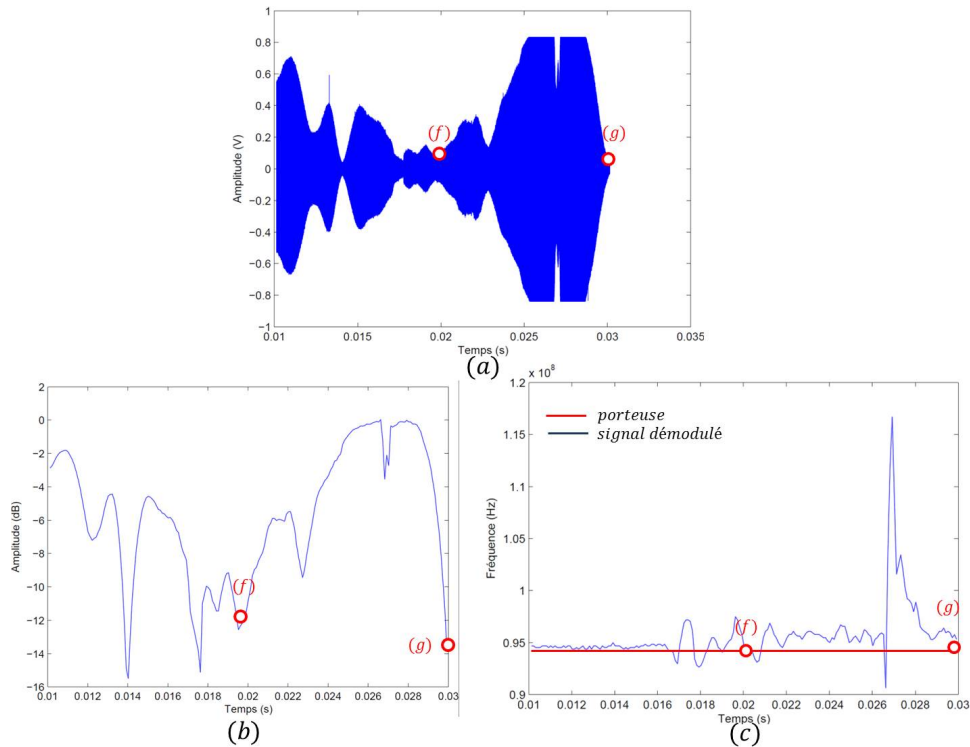 1
0.8
0.6
0.4
0.2
0
−0.2
−0.4
−0.6
−0.8
−1
Amplitude (V)
(f)
(g)
0.01 0.015 0.02 0.025 0.03 0.035
Temps (s)
(a)
2
0
−2
−4
−6
−8
−10
−12
−14
−16
Amplitude (dB)
(f)
(g)
0.01 0.012 0.014 0.016 0.018 0.02 0.022 0.024 0.026 0.028 0.03
Temps (s)
(b)
x 10⁸
1.2
1.15
1.1
1.05
1
0.95
0.9
Fréquence (Hz)
porteuse
signal démodulé
(f)
(g)
0.01 0.012 0.014 0.016 0.018 0.02 0.022 0.024 0.026 0.028 0.03
Temps (s)
(c)